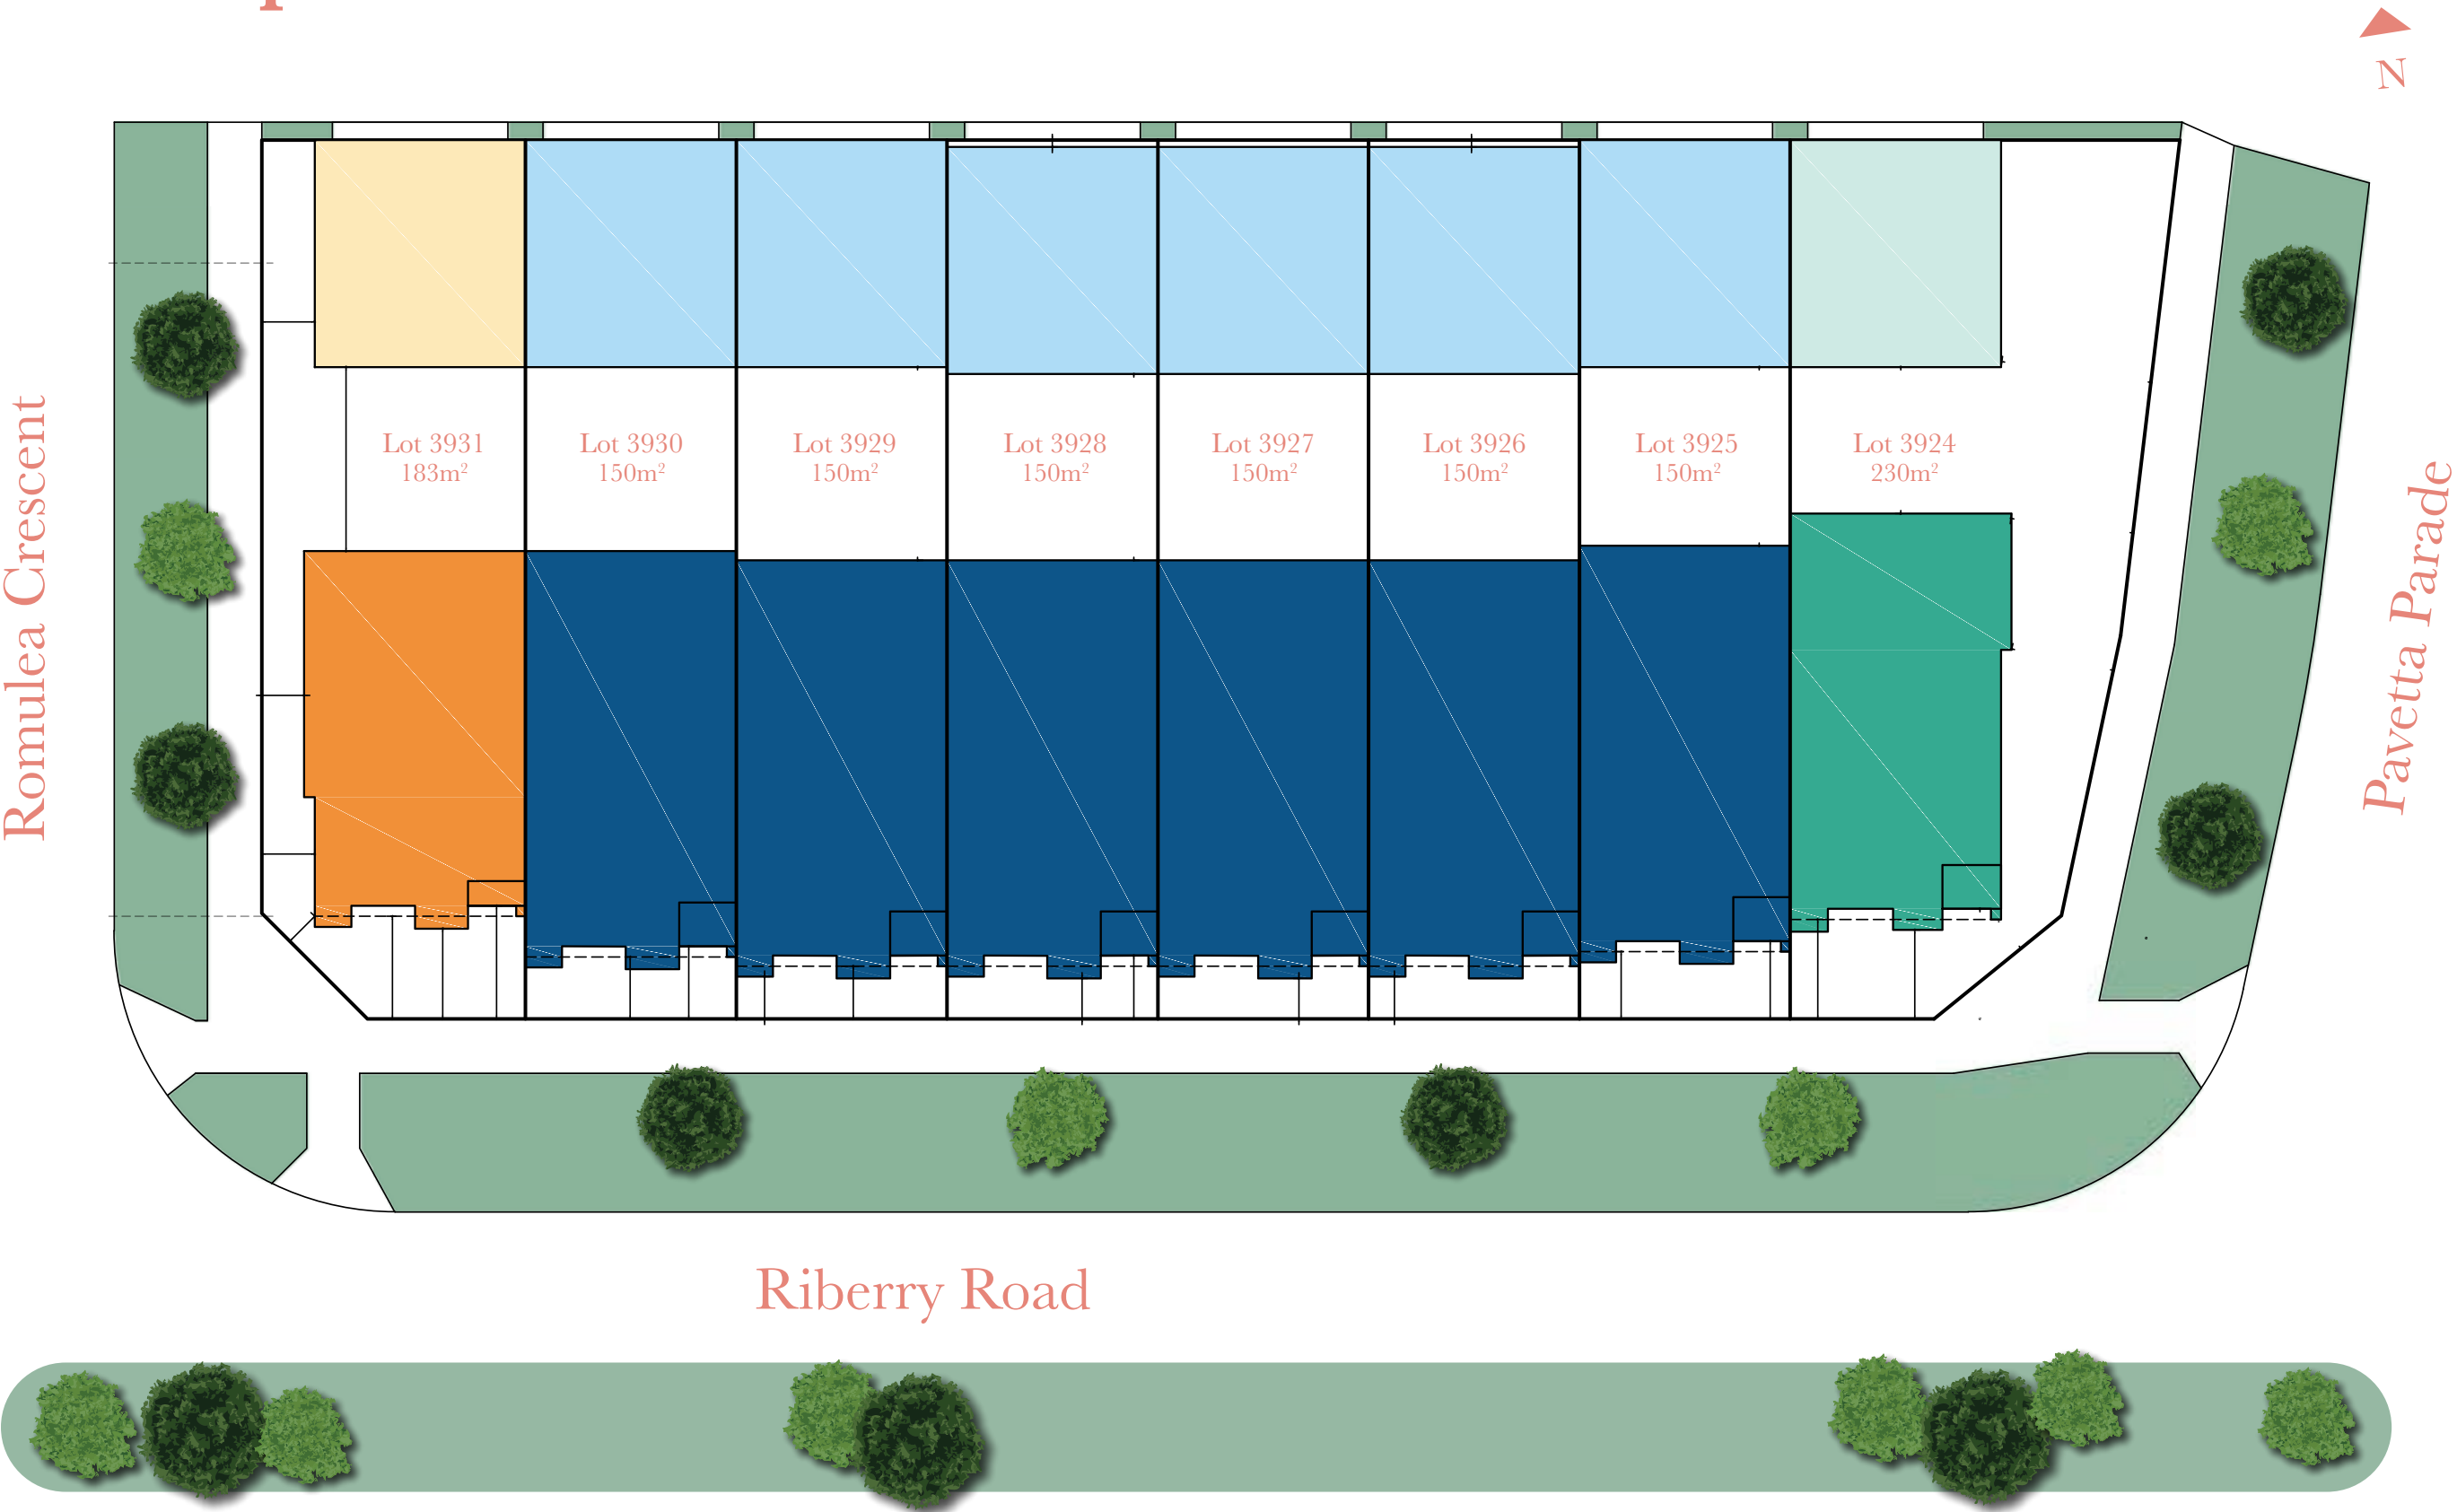 N
Lot 3931
183m²
Lot 3930
150m²
Lot 3929
150m²
Lot 3928
150m²
Lot 3927
150m²
Lot 3926
150m²
Lot 3925
150m²
Lot 3924
230m²
Romulea Crescent
Pavetta Parade
Riberry Road